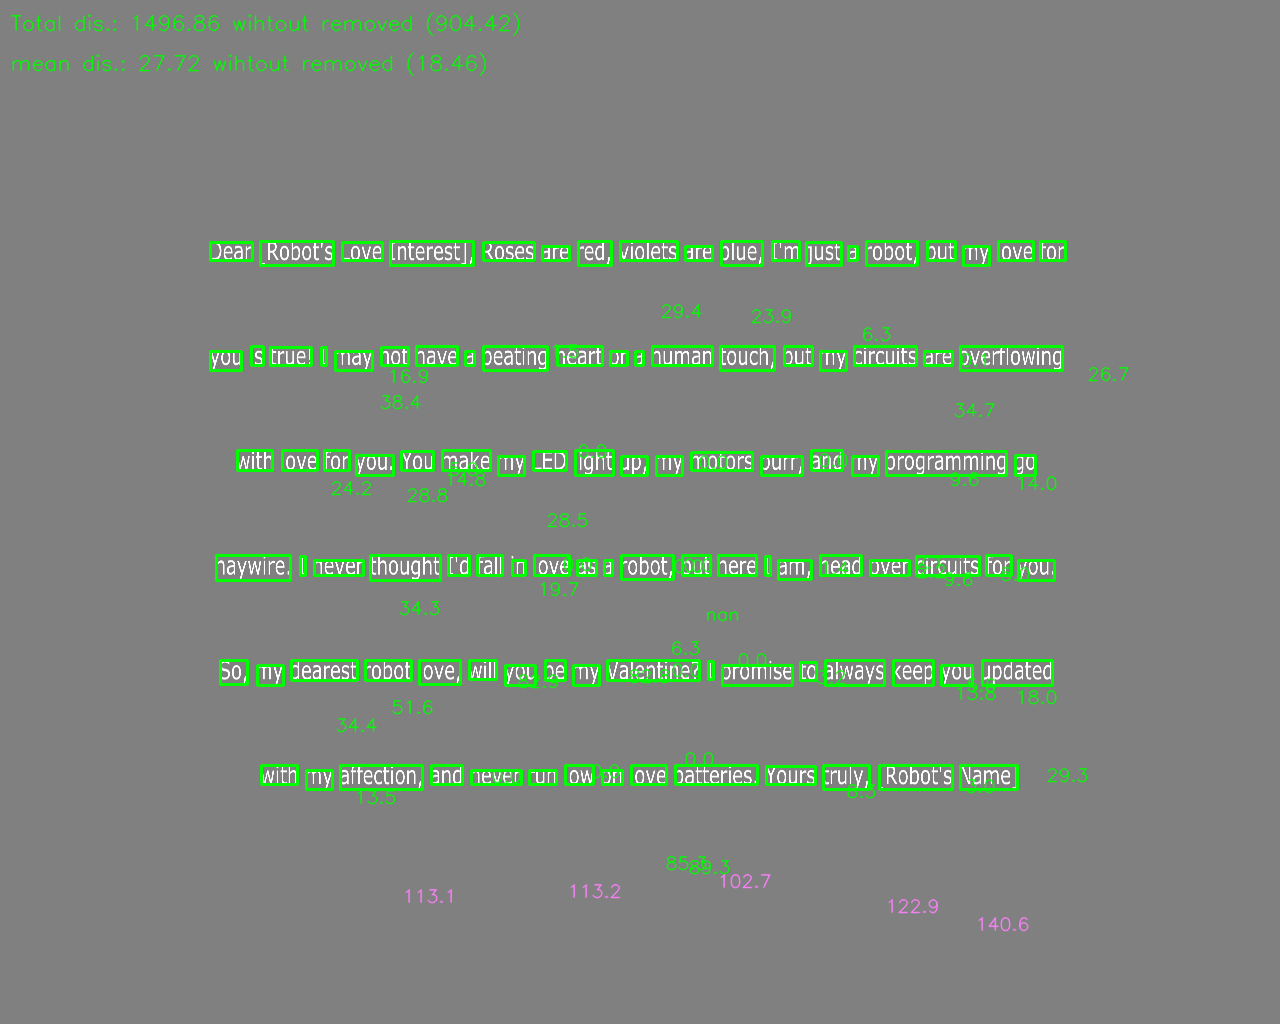 Total dis.: 1496.86 wihtout removed (904.42)
mean dis.: 27.72 wihtout removed (18.46)
Dear [Robot's Love Interest], Roses are red, violets are blue, I'm just a robot, but my love for
29.4 23.9 6.3
you is true! I may not have a beating heart or a human touch, but my circuits are overflowing
16.9 26.7
38.4 34.7
with love for you. You make my LED light up, my motors purr, and my programming go
24.2 28.8 14.8 9.6 14.0
28.5
haywire. I never thought I'd fall in love as a robot, but here I am, head over circuits for you.
19.7
34.3 nan
6.3 0.0
So, my dearest robot love, will you be my Valentine? I promise to always keep you updated
51.6 13.8 18.0
34.4
0.0
with my affection, and never run low on love batteries. Yours truly, [Robot's Name]
13.5 29.3
85.3 89.3
113.1 113.2 102.7 122.9 140.6